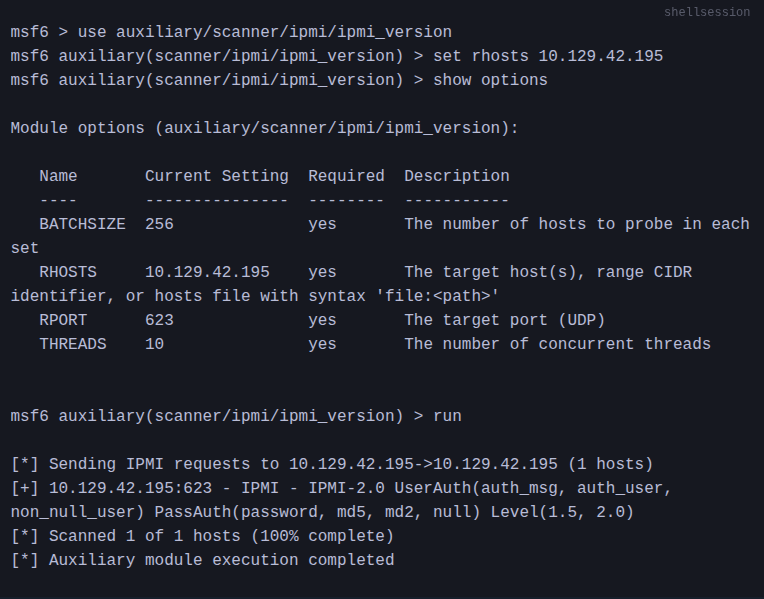 shellsession
msf6 > use auxiliary/scanner/ipmi/ipmi_version
msf6 auxiliary(scanner/ipmi/ipmi_version) > set rhosts 10.129.42.195
msf6 auxiliary(scanner/ipmi/ipmi_version) > show options

Module options (auxiliary/scanner/ipmi/ipmi_version):

   Name       Current Setting  Required  Description
   ----       ---------------  --------  -----------
   BATCHSIZE  256              yes       The number of hosts to probe in each
set
   RHOSTS     10.129.42.195    yes       The target host(s), range CIDR
identifier, or hosts file with syntax 'file:<path>'
   RPORT      623              yes       The target port (UDP)
   THREADS    10               yes       The number of concurrent threads

msf6 auxiliary(scanner/ipmi/ipmi_version) > run

[*] Sending IPMI requests to 10.129.42.195->10.129.42.195 (1 hosts)
[+] 10.129.42.195:623 - IPMI - IPMI-2.0 UserAuth(auth_msg, auth_user,
non_null_user) PassAuth(password, md5, md2, null) Level(1.5, 2.0)
[*] Scanned 1 of 1 hosts (100% complete)
[*] Auxiliary module execution completed